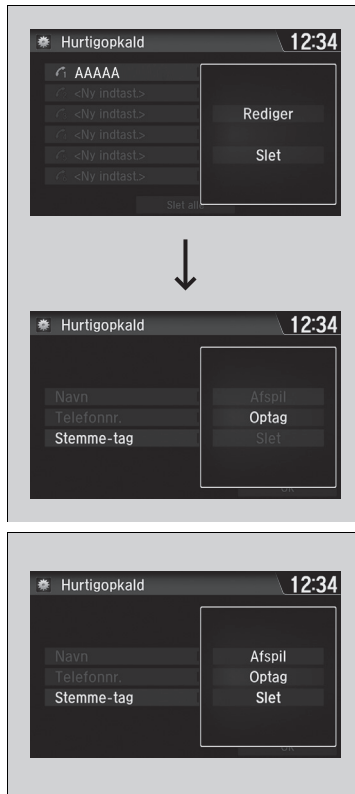 Hurtigopkald 12:34
AAAAA
<Ny indtast.>
<Ny indtast.>
<Ny indtast.>
<Ny indtast.>
<Ny indtast.>
Rediger
Slet
Slet alle
Hurtigopkald 12:34
Navn
Telefonnr.
Stemme-tag
Afspil
Optag
Slet
OK
Hurtigopkald 12:34
Navn
Telefonnr.
Stemme-tag
Afspil
Optag
Slet
OK